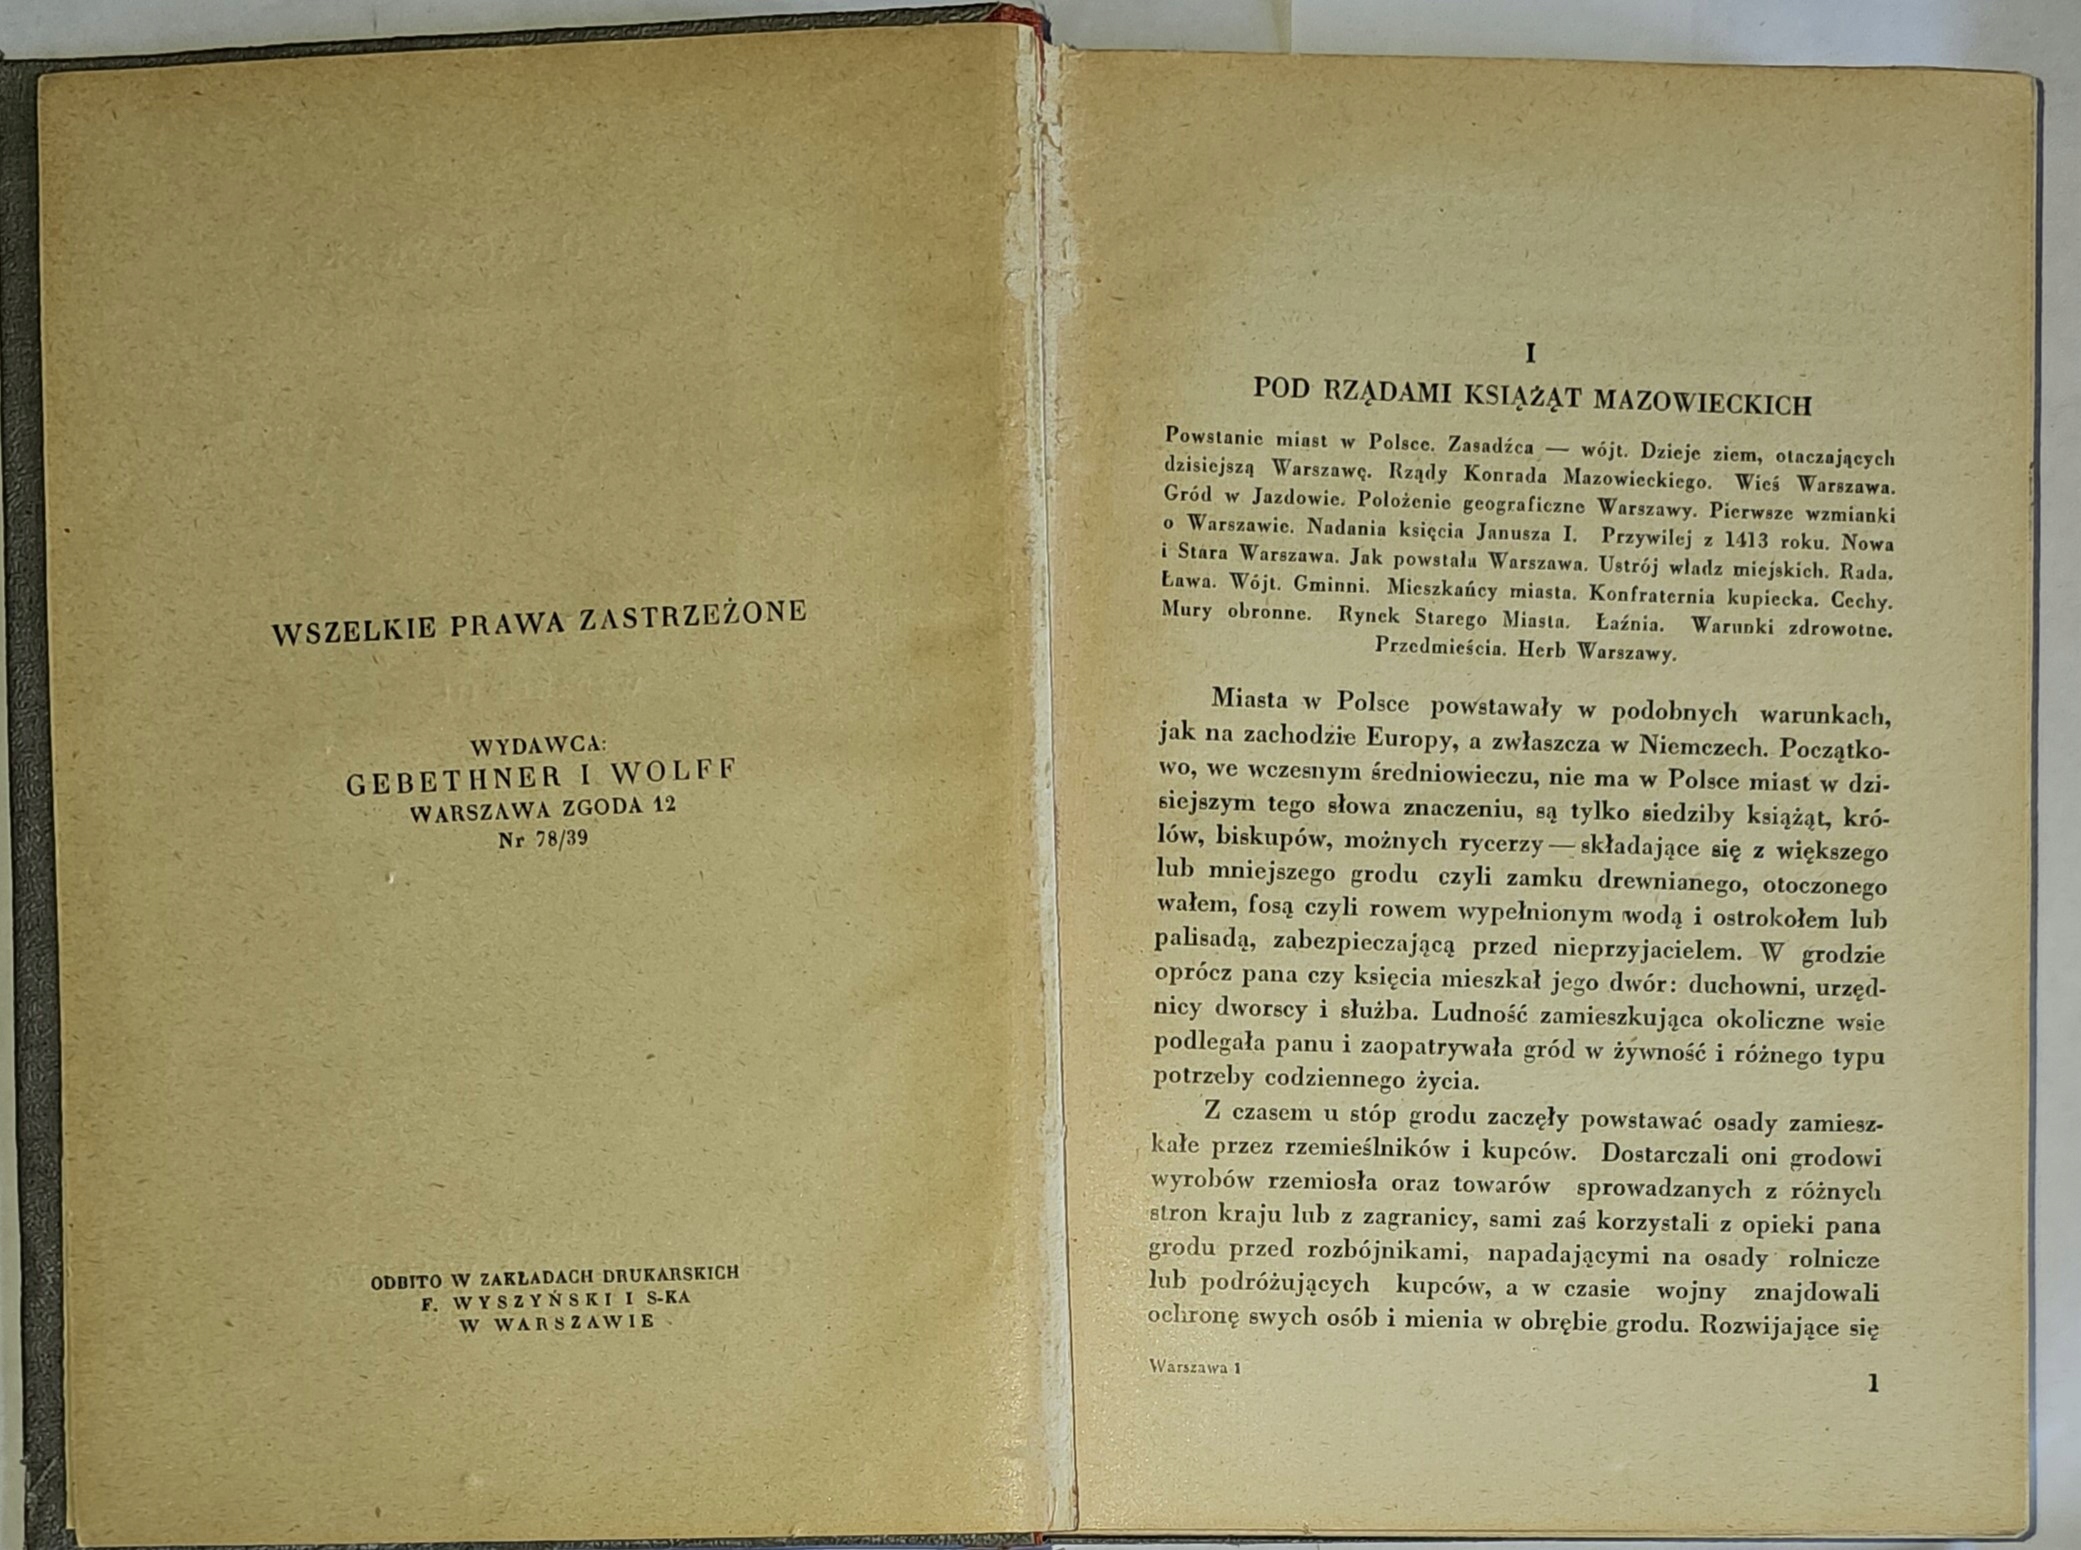 WSZELKIE PRAWA ZASTRZEŻONE
WYDAWCA:
GEBETHNER I WOLFF
WARSZAWA ZGODA 12
Nr 78/39
ODBITO W ZAKŁADACH DRUKARSKICH
F. WYSZYŃSKI I S-KA
W WARSZAWIE
I
POD RZĄDAMI KSIĄŻĄT MAZOWIECKICH
Powstanie miast w Polsce. Zasadźca — wójt. Dzieje ziem, otaczających
dzisiejszą Warszawę. Rządy Konrada Mazowieckiego. Wieś Warszawa.
Gród w Jazdowie. Położenie geograficzne Warszawy. Pierwsze wzmianki
o Warszawie. Nadania księcia Janusza I. Przywilej z 1413 roku. Nowa
i Stara Warszawa. Jak powstała Warszawa. Ustrój władz miejskich. Rada.
Ława. Wójt. Gminni. Mieszkańcy miasta. Konfraternia kupiecka. Cechy.
Mury obronne. Rynek Starego Miasta. Łaźnia. Warunki zdrowotne.
Przedmieścia. Herb Warszawy.
Miasta w Polsce powstawały w podobnych warunkach,
jak na zachodzie Europy, a zwłaszcza w Niemczech. Początko-
wo, we wczesnym średniowieczu, nie ma w Polsce miast w dzi-
siejszym tego słowa znaczeniu, są tylko siedziby książąt, kró-
lów, biskupów, możnych rycerzy — składające się z większego
lub mniejszego grodu czyli zamku drewnianego, otoczonego
wałem, fosą czyli rowem wypełnionym wodą i ostrokołem lub
palisadą, zabezpieczającą przed nieprzyjacielem. W grodzie
oprócz pana czy księcia mieszkał jego dwór: duchowni, urzęd-
nicy dworscy i służba. Ludność zamieszkująca okoliczne wsie
podlegała panu i zaopatrywała gród w żywność i różnego typu
potrzeby codziennego życia.
Z czasem u stóp grodu zaczęły powstawać osady zamiesz-
kałe przez rzemieślników i kupców. Dostarczali oni grodowi
wyrobów rzemiosła oraz towarów sprowadzanych z różnych
stron kraju lub z zagranicy, sami zaś korzystali z opieki pana
grodu przed rozbójnikami, napadającymi na osady rolnicze
lub podróżujących kupców, a w czasie wojny znajdowali
ochronę swych osób i mienia w obrębie grodu. Rozwijające się
Warszawa 1
1